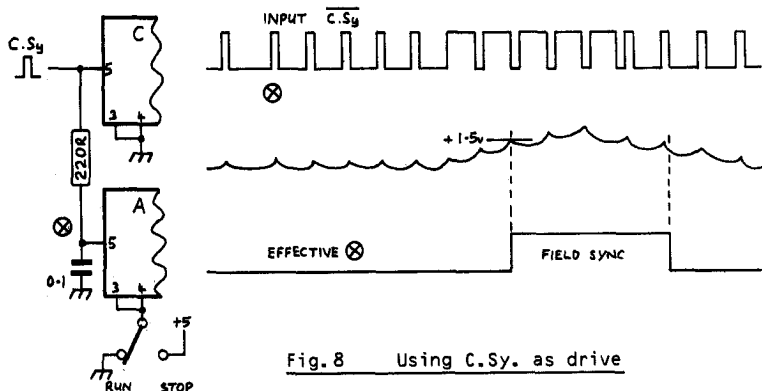 C.Sy
C
5
3 4
220R
⊗
A
5
0.1
3 4
+5
RUN STOP
INPUT C.Sy
⊗
+1.5v
EFFECTIVE ⊗
FIELD SYNC
Fig. 8 Using C.Sy. as drive